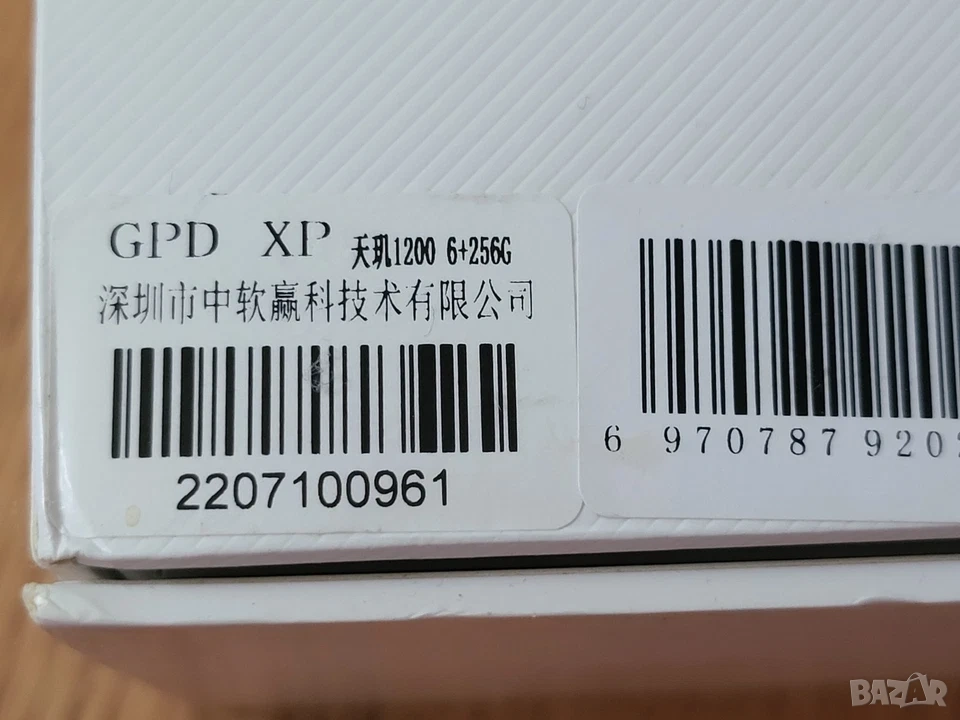 GPD XP 天玑1200 6+256G
深圳市中软赢科技术有限公司
2207100961
6 970787 920
BAZAR